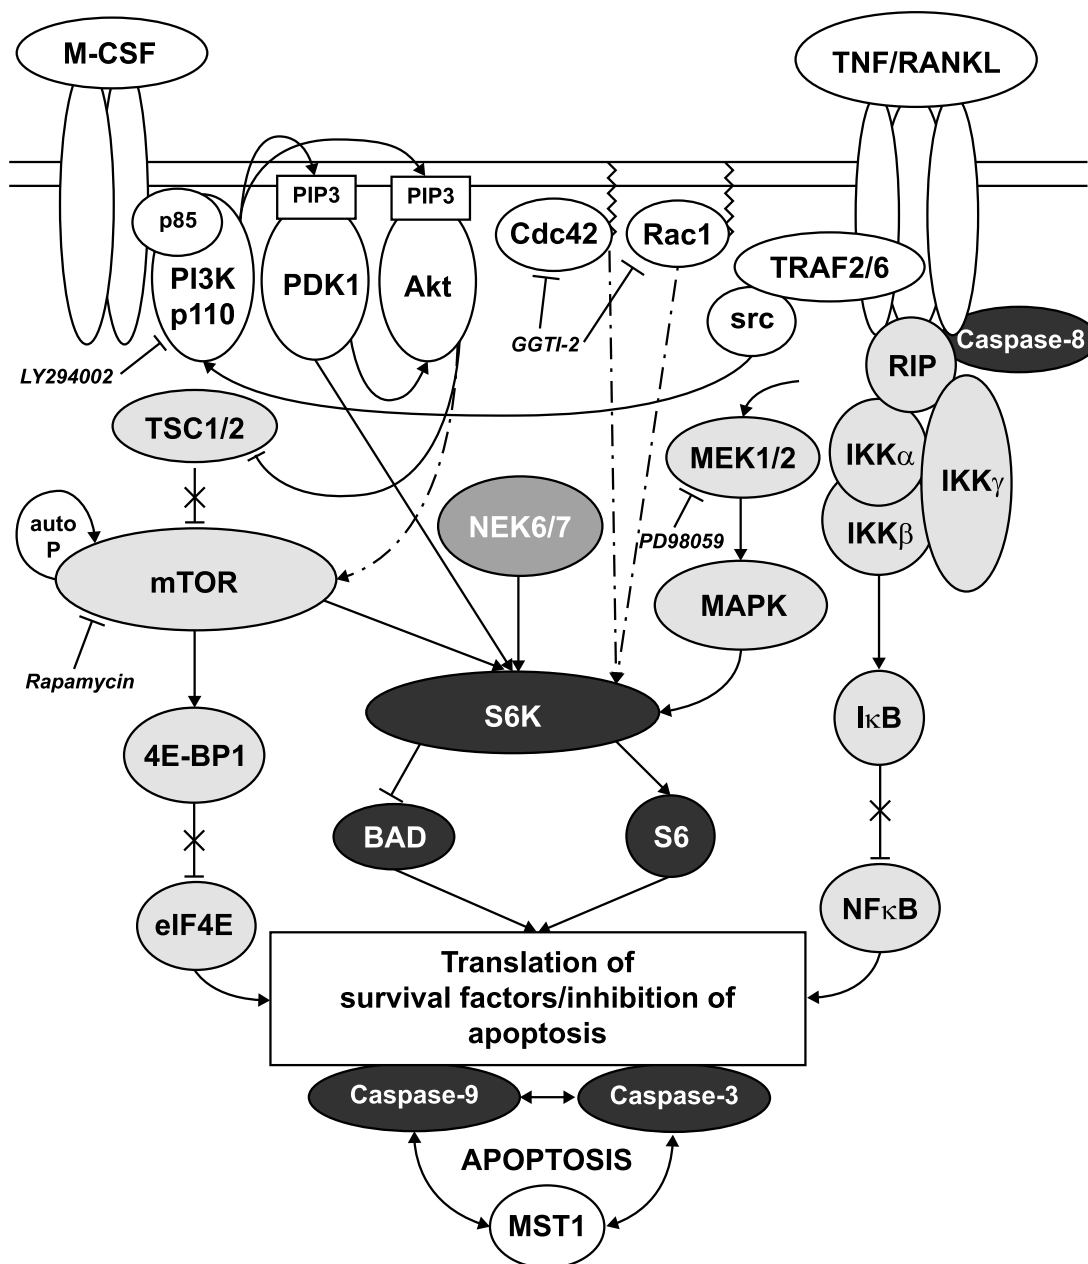 M-CSF
TNF/RANKL
p85
PIP3
PIP3
PI3K
p110
PDK1
Akt
Cdc42
Rac1
TRAF2/6
src
GGTI-2
LY294002
Caspase-8
RIP
TSC1/2
MEK1/2
IKKα
IKKγ
IKKβ
NEK6/7
PD98059
auto
P
mTOR
MAPK
Rapamycin
S6K
IκB
4E-BP1
BAD
S6
eIF4E
NFκB
Translation of
survival factors/inhibition of
apoptosis
Caspase-9
Caspase-3
APOPTOSIS
MST1